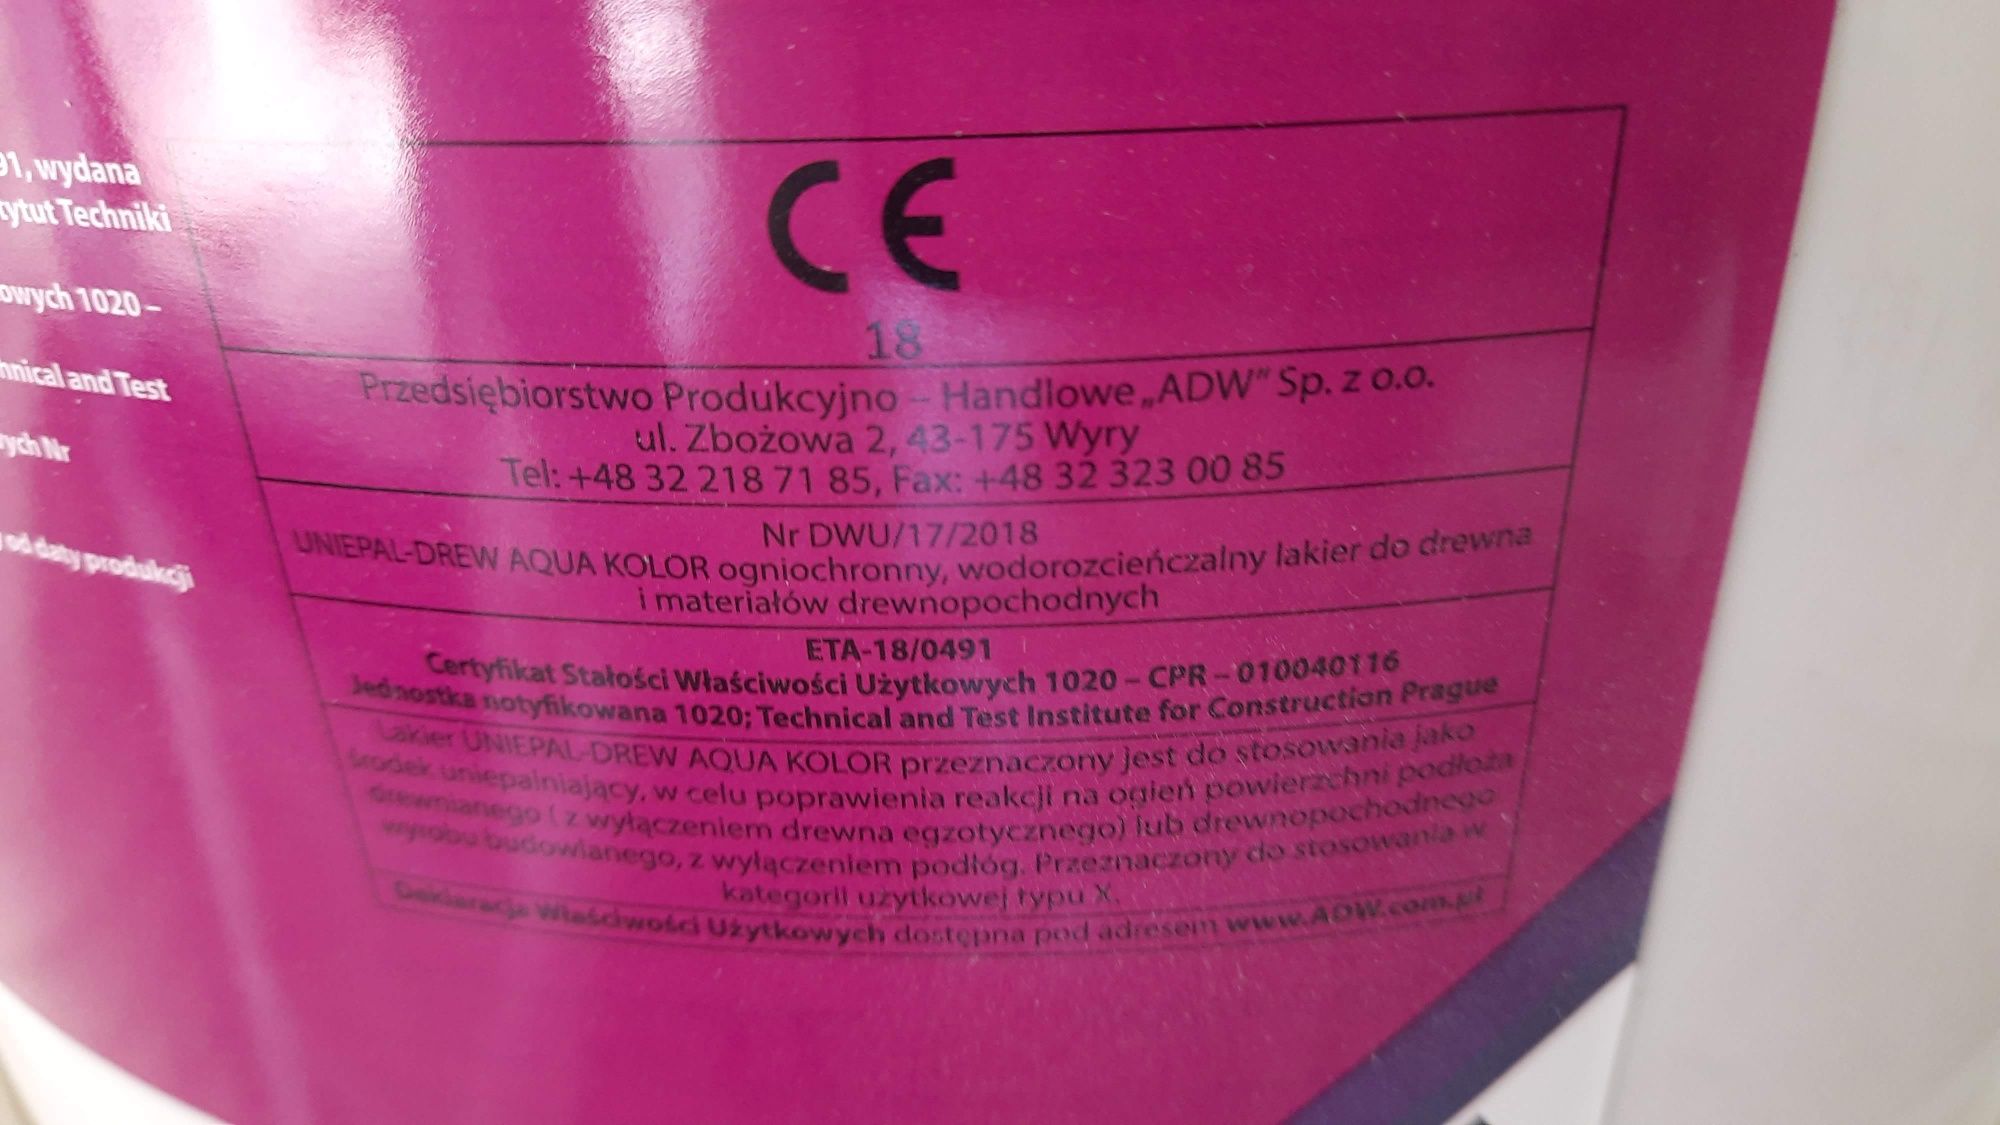 91, wydana
tytut Techniki
owych 1020 –
hnical and Test
ych Nr
od daty produkcji
CE
18
Przedsiębiorstwo Produkcyjno – Handlowe „ADW" Sp. z o.o.
ul. Zbożowa 2, 43-175 Wyry
Tel: +48 32 218 71 85, Fax: +48 32 323 00 85
Nr DWU/17/2018
UNIEPAL-DREW AQUA KOLOR ogniochronny, wodorozcieńczalny lakier do drewna
i materiałów drewnopochodnych
ETA-18/0491
Certyfikat Stałości Właściwości Użytkowych 1020 – CPR – 010040116
Jednostka notyfikowana 1020; Technical and Test Institute for Construction Prague
Lakier UNIEPAL-DREW AQUA KOLOR przeznaczony jest do stosowania jako
środek uniepalniający, w celu poprawienia reakcji na ogień powierzchni podłoża
drewnianego ( z wyłączeniem drewna egzotycznego) lub drewnopochodnego
wyrobu budowlanego, z wyłączeniem podłóg. Przeznaczony do stosowania w
kategorii użytkowej typu X.
Deklaracja Właściwości Użytkowych dostępna pod adresem www.ADW.com.pl